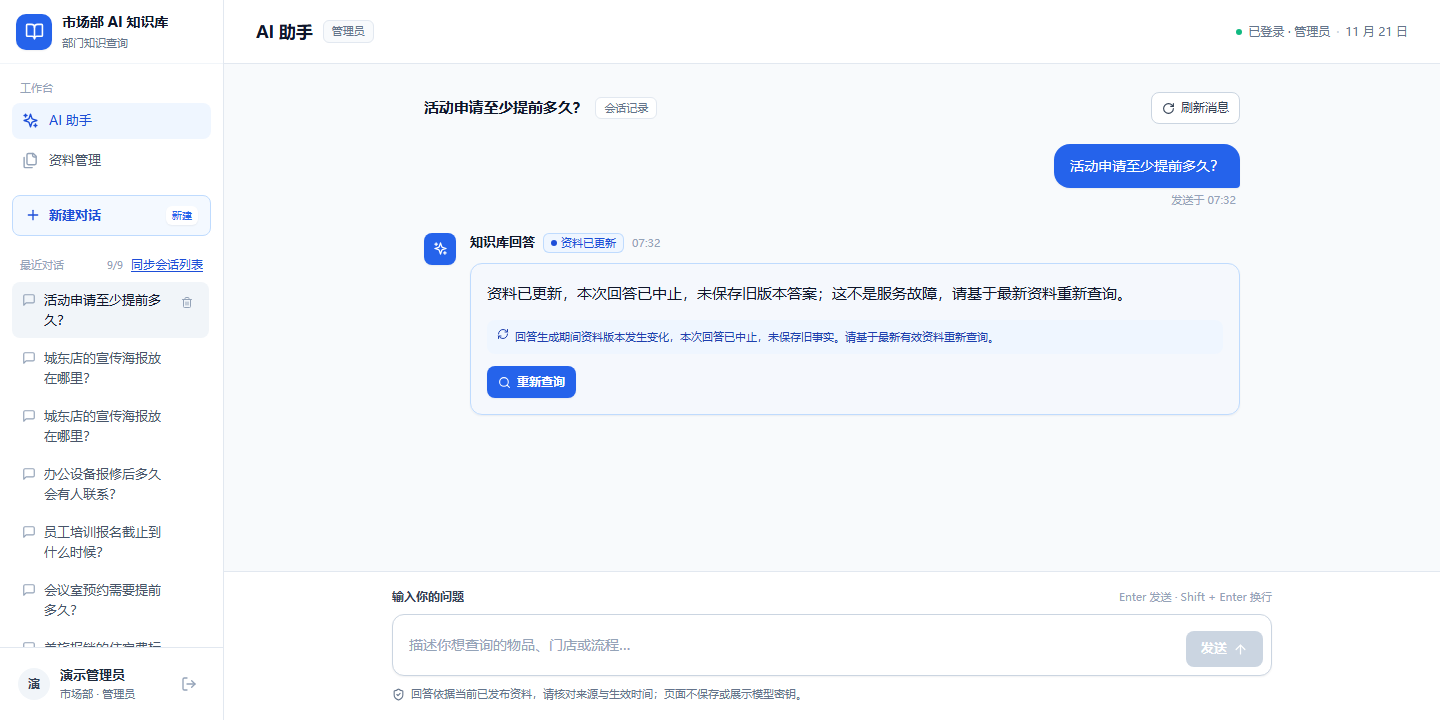 市场部 AI 知识库
部门知识查询
工作台
AI 助手
资料管理
新建对话 新建
最近对话 9/9 同步会话列表
活动申请至少提前多
久？
城东店的宣传海报放
在哪里？
城东店的宣传海报放
在哪里？
办公设备报修后多久
会有人联系？
员工培训报名截止到
什么时候？
会议室预约需要提前
多久？
演 演示管理员
市场部 · 管理员
AI 助手 管理员
已登录 · 管理员 · 11 月 21 日
活动申请至少提前多久？ 会话记录
刷新消息
活动申请至少提前多久？
发送于 07:32
知识库回答 资料已更新 07:32
资料已更新，本次回答已中止，未保存旧版本答案；这不是服务故障，请基于最新资料重新查询。
回答生成期间资料版本发生变化，本次回答已中止，未保存旧事实。请基于最新有效资料重新查询。
重新查询
输入你的问题
Enter 发送 · Shift + Enter 换行
描述你想查询的物品、门店或流程...
发送
回答依据当前已发布资料，请核对来源与生效时间；页面不保存或展示模型密钥。